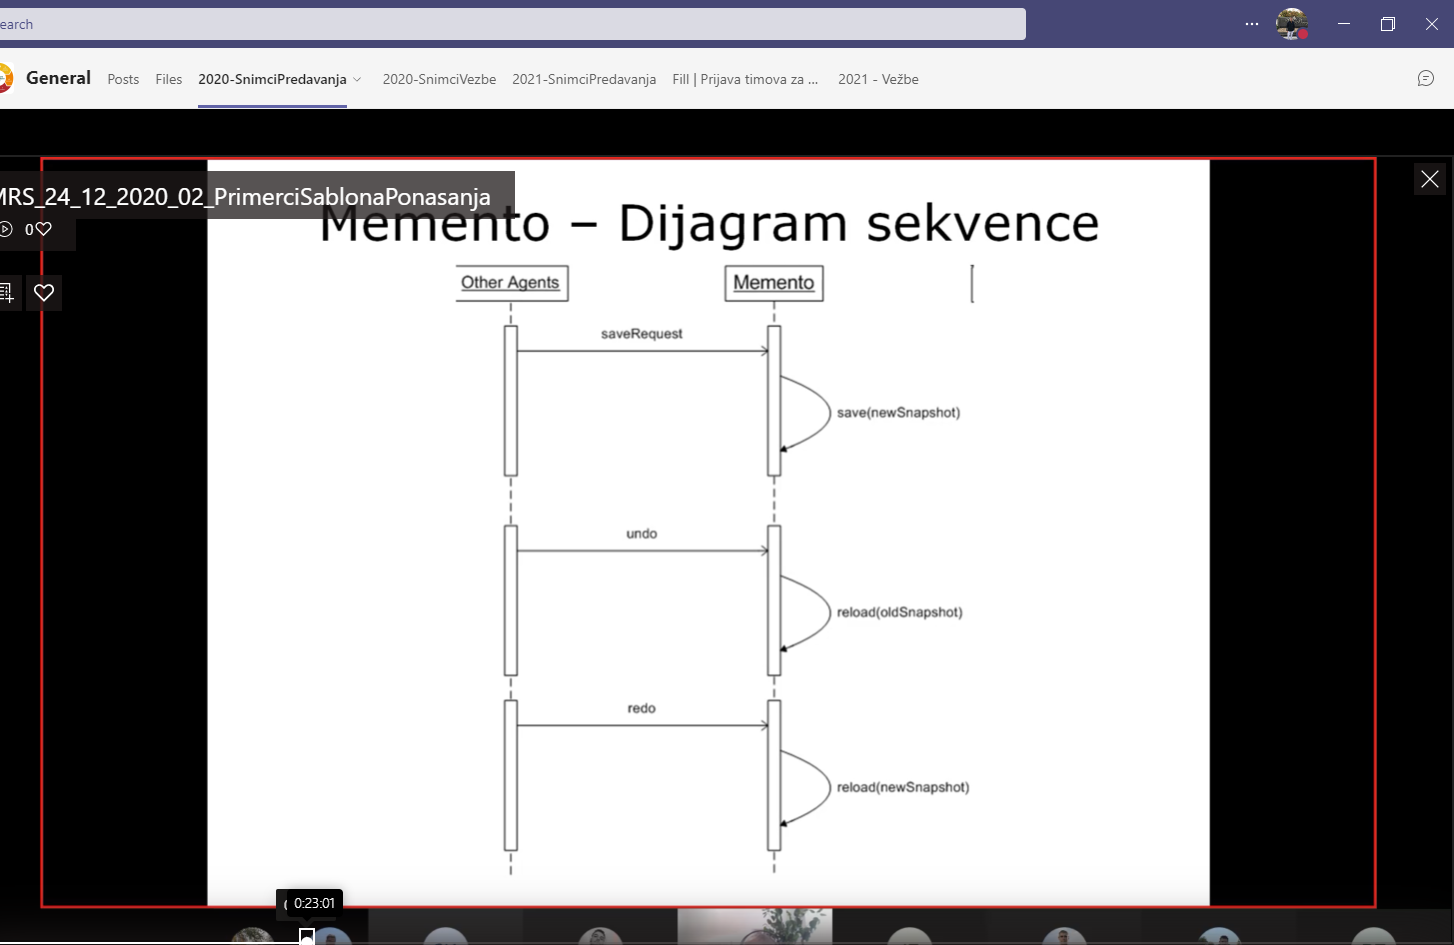 earch
General Posts Files 2020-SnimciPredavanja 2020-SnimciVezbe 2021-SnimciPredavanja Fill | Prijava timova za ... 2021 - Vežbe
MRS_24_12_2020_02_PrimerciSablonaPonasanja
0
Memento – Dijagram sekvence
Other Agents
Memento
saveRequest
save(newSnapshot)
undo
reload(oldSnapshot)
redo
reload(newSnapshot)
0:23:01